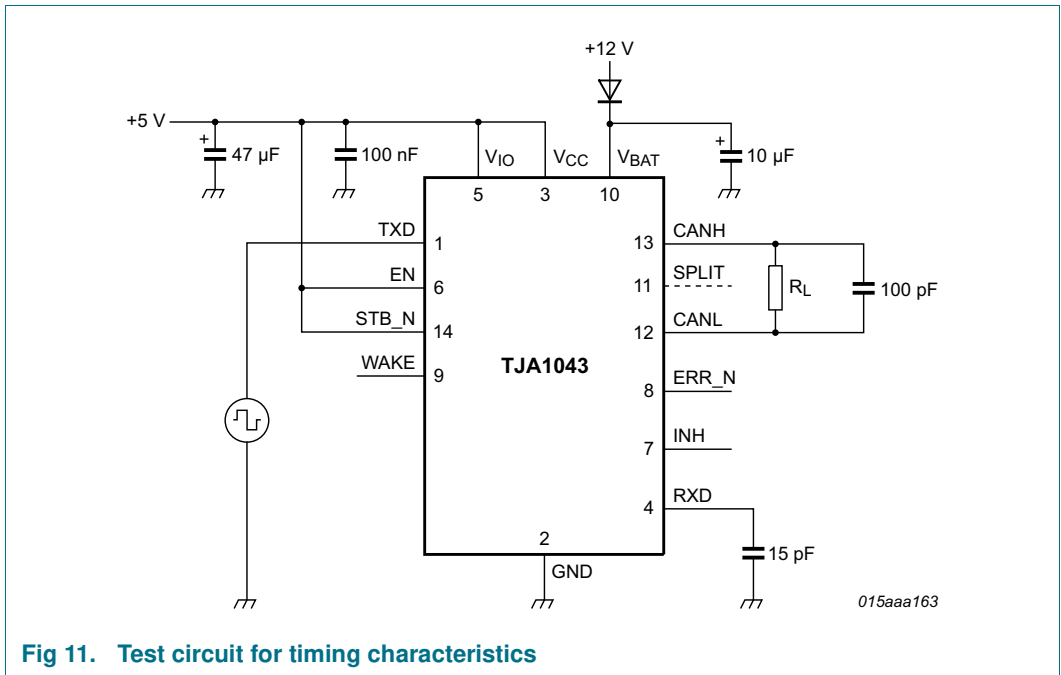 +12 V
+5 V
+
47 µF
100 nF
VIO
VCC
VBAT
+
10 µF
5
3
10
TXD
1
13
CANH
EN
6
11
SPLIT
RL
100 pF
STB_N
14
12
CANL
WAKE
9
TJA1043
8
ERR_N
7
INH
4
RXD
2
15 pF
GND
015aaa163
Fig 11. Test circuit for timing characteristics